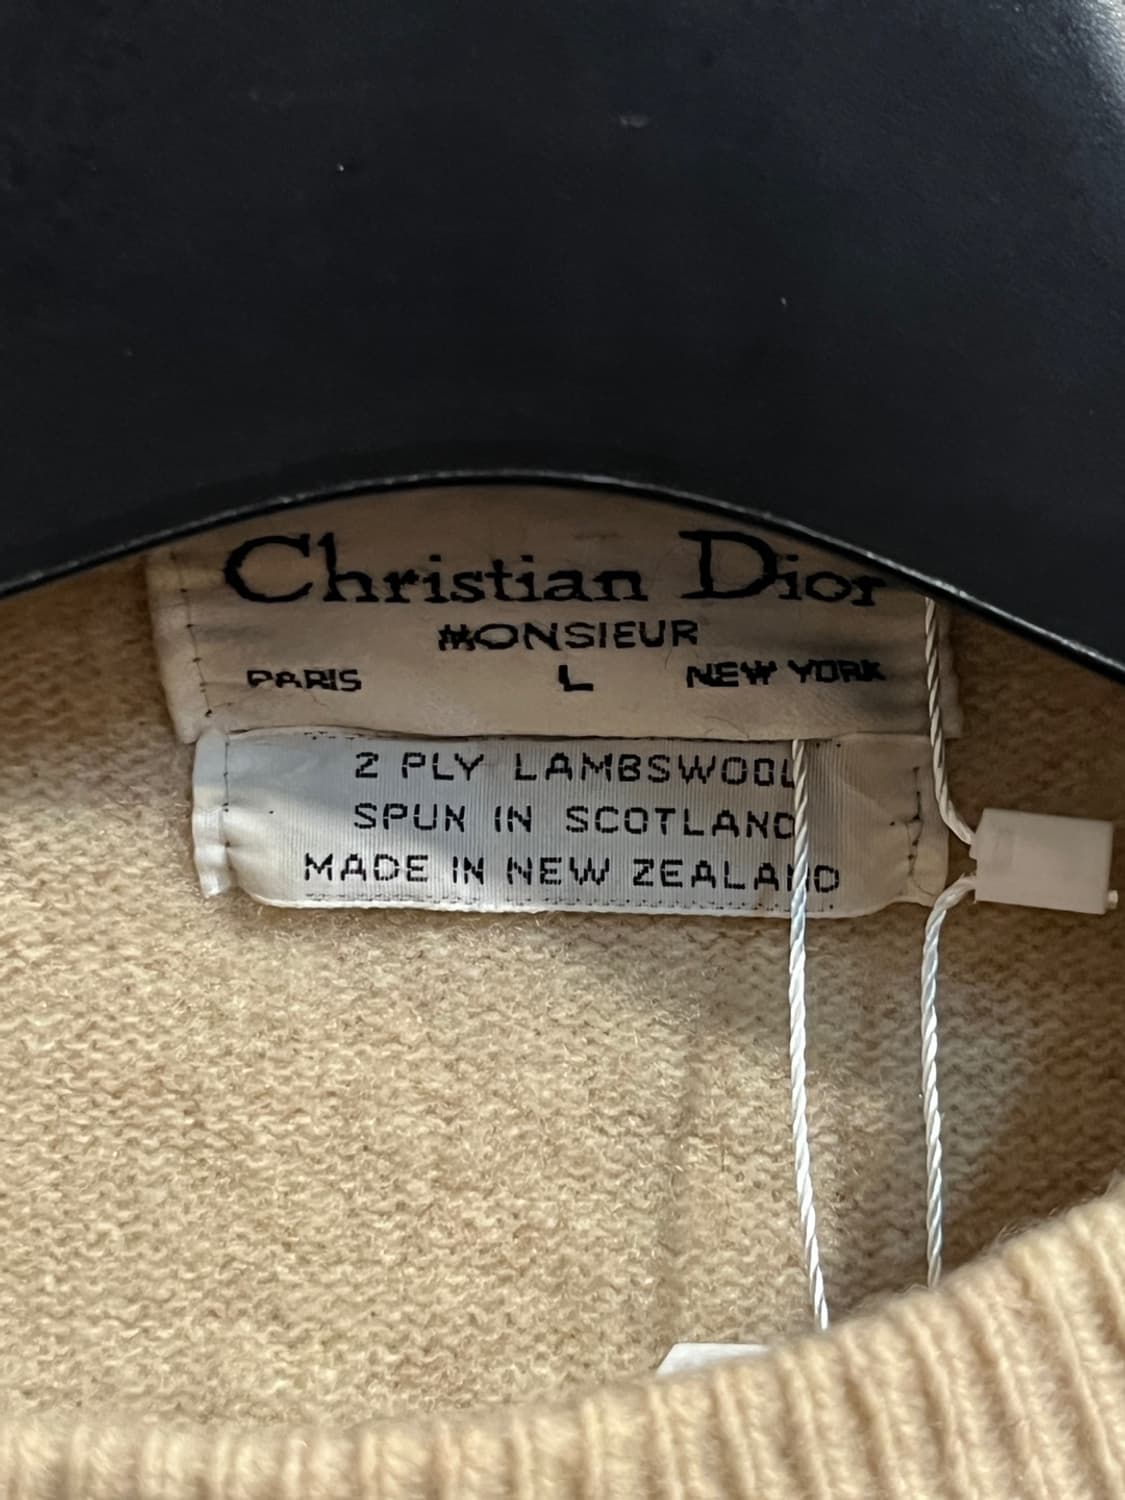 Christian Dior
MONSIEUR
PARIS L NEW YORK
2 PLY LAMBSWOOL
SPUN IN SCOTLAND
MADE IN NEW ZEALAND